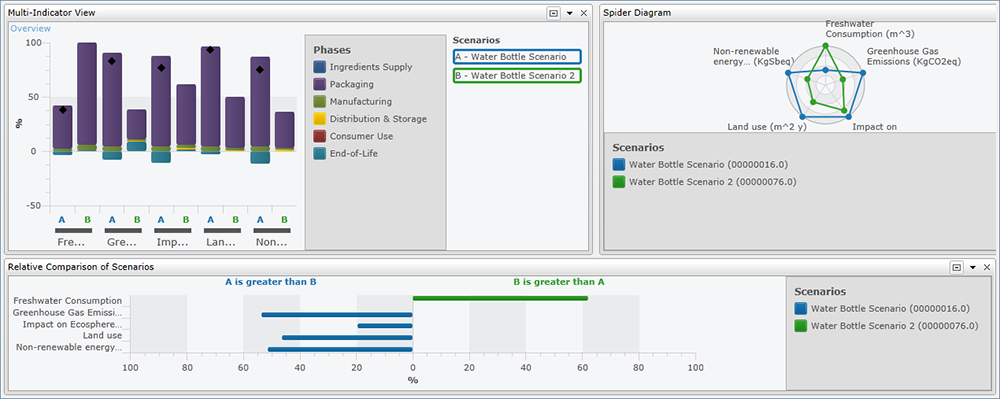 Multi-Indicator View
Overview
100
50
0
-50
%
A B A B A B A B A B
Fre... Gre... Imp... Lan... Non...
Phases
Ingredients Supply
Packaging
Manufacturing
Distribution & Storage
Consumer Use
End-of-Life
Scenarios
A - Water Bottle Scenario
B - Water Bottle Scenario 2
Spider Diagram
Freshwater
Consumption (m^3)
Non-renewable
energy... (KgSbeq)
Greenhouse Gas
Emissions (KgCO2eq)
Land use (m^2 y)
Impact on
Scenarios
Water Bottle Scenario (00000016.0)
Water Bottle Scenario 2 (00000076.0)
Relative Comparison of Scenarios
A is greater than B
B is greater than A
Freshwater Consumption
Greenhouse Gas Emissi...
Impact on Ecosphere...
Land use
Non-renewable energy...
100 80 60 40 20 0 20 40 60 80 100
%
Scenarios
Water Bottle Scenario (00000016.0)
Water Bottle Scenario 2 (00000076.0)